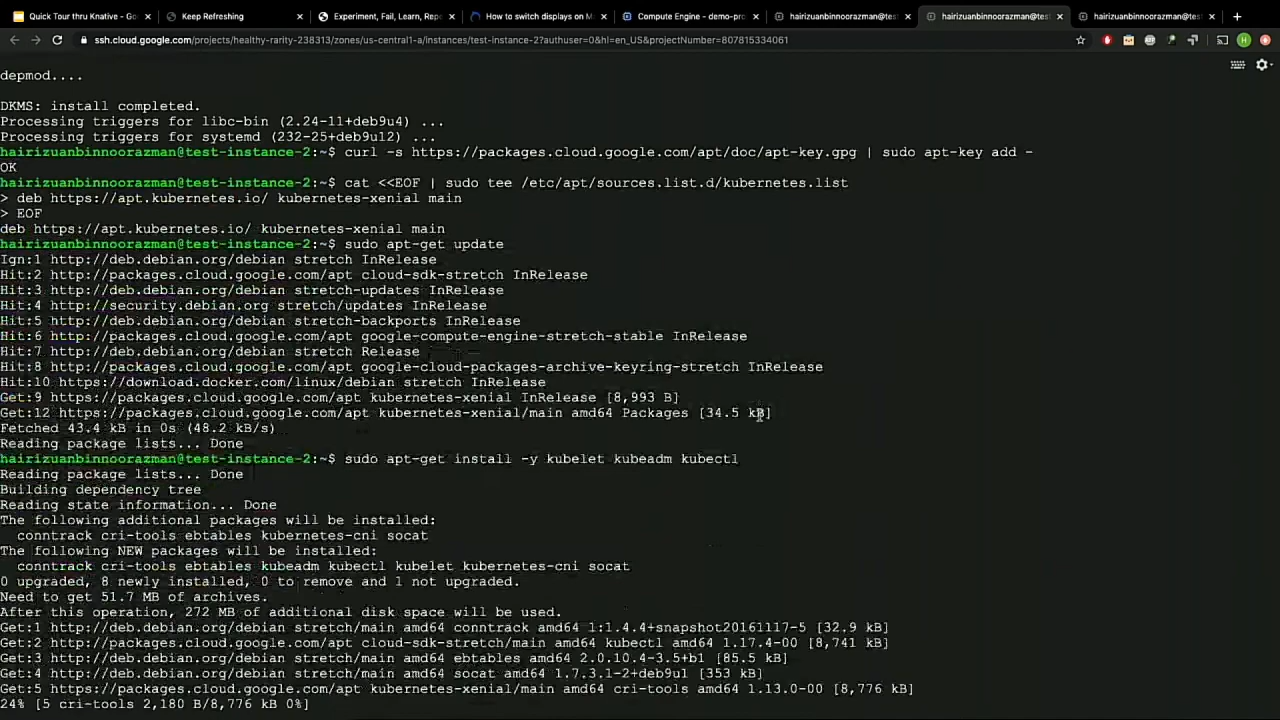 Quick Tour thru Knative - Goo
Keep Refreshing
Experiment, Fail, Learn, Repe
How to switch displays on M
Compute Engine - demo-pro
hairizuanbinnoorazman@test
hairizuanbinnoorazman@test
hairizuanbinnoorazman@test
ssh.cloud.google.com/projects/healthy-rarity-238313/zones/us-central1-a/instances/test-instance-2?authuser=0&hl=en_US&projectNumber=807815334061
depmod....
DKMS: install completed.
Processing triggers for libc-bin (2.24-11+deb9u4) ...
Processing triggers for systemd (232-25+deb9u12) ...
hairizuanbinnoorazman@test-instance-2:~$ curl -s https://packages.cloud.google.com/apt/doc/apt-key.gpg | sudo apt-key add -
OK
hairizuanbinnoorazman@test-instance-2:~$ cat <<EOF | sudo tee /etc/apt/sources.list.d/kubernetes.list
> deb https://apt.kubernetes.io/ kubernetes-xenial main
> EOF
deb https://apt.kubernetes.io/ kubernetes-xenial main
hairizuanbinnoorazman@test-instance-2:~$ sudo apt-get update
Ign:1 http://deb.debian.org/debian stretch InRelease
Hit:2 http://packages.cloud.google.com/apt cloud-sdk-stretch InRelease
Hit:3 http://deb.debian.org/debian stretch-updates InRelease
Hit:4 http://security.debian.org stretch/updates InRelease
Hit:5 http://deb.debian.org/debian stretch-backports InRelease
Hit:6 http://packages.cloud.google.com/apt google-compute-engine-stretch-stable InRelease
Hit:7 http://deb.debian.org/debian stretch Release
Hit:8 http://packages.cloud.google.com/apt google-cloud-packages-archive-keyring-stretch InRelease
Hit:10 https://download.docker.com/linux/debian stretch InRelease
Get:9 https://packages.cloud.google.com/apt kubernetes-xenial InRelease [8,993 B]
Get:12 https://packages.cloud.google.com/apt kubernetes-xenial/main amd64 Packages [34.5 kB]
Fetched 43.4 kB in 0s (48.2 kB/s)
Reading package lists... Done
hairizuanbinnoorazman@test-instance-2:~$ sudo apt-get install -y kubelet kubeadm kubectl
Reading package lists... Done
Building dependency tree
Reading state information... Done
The following additional packages will be installed:
conntrack cri-tools ebtables kubernetes-cni socat
The following NEW packages will be installed:
conntrack cri-tools ebtables kubeadm kubectl kubelet kubernetes-cni socat
0 upgraded, 8 newly installed, 0 to remove and 1 not upgraded.
Need to get 51.7 MB of archives.
After this operation, 272 MB of additional disk space will be used.
Get:1 http://deb.debian.org/debian stretch/main amd64 conntrack amd64 1:1.4.4+snapshot20161117-5 [32.9 kB]
Get:2 http://packages.cloud.google.com/apt cloud-sdk-stretch/main amd64 kubectl amd64 1.17.4-00 [8,741 kB]
Get:3 http://deb.debian.org/debian stretch/main amd64 ebtables amd64 2.0.10.4-3.5+b1 [85.5 kB]
Get:4 http://deb.debian.org/debian stretch/main amd64 socat amd64 1.7.3.1-2+deb9u1 [353 kB]
Get:5 https://packages.cloud.google.com/apt kubernetes-xenial/main amd64 cri-tools amd64 1.13.0-00 [8,776 kB]
24% [5 cri-tools 2,180 B/8,776 kB 0%]